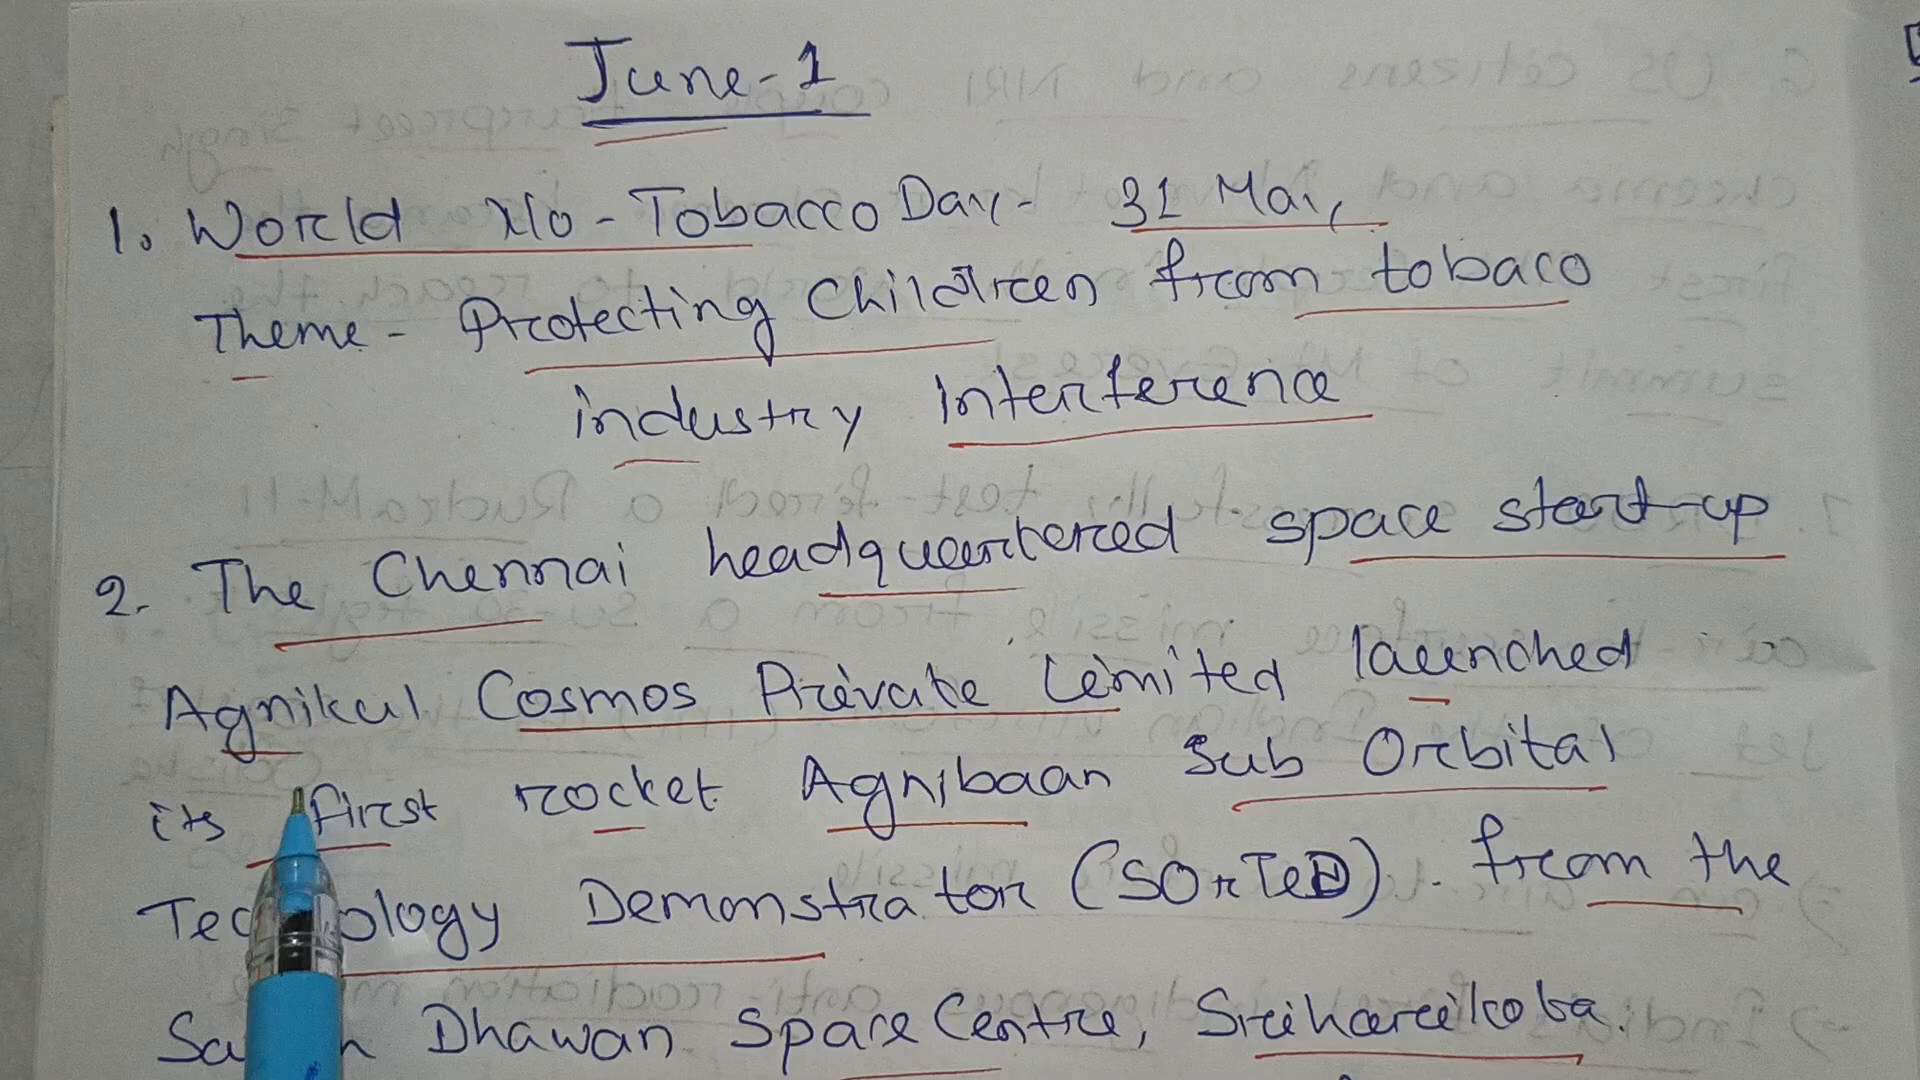 June-1
1. World No-Tobacco Day- 31 Mai,
Theme- Protecting Children from tobaco
industry Interference
2. The Chennai headquartered space start-up
Agnikul Cosmos Private Limited launched
its first rocket Agnibaan Sub Orbital
Technology Demonstrator (SOrTeD). from the
Dhawan Space Centre, Sriharikota.